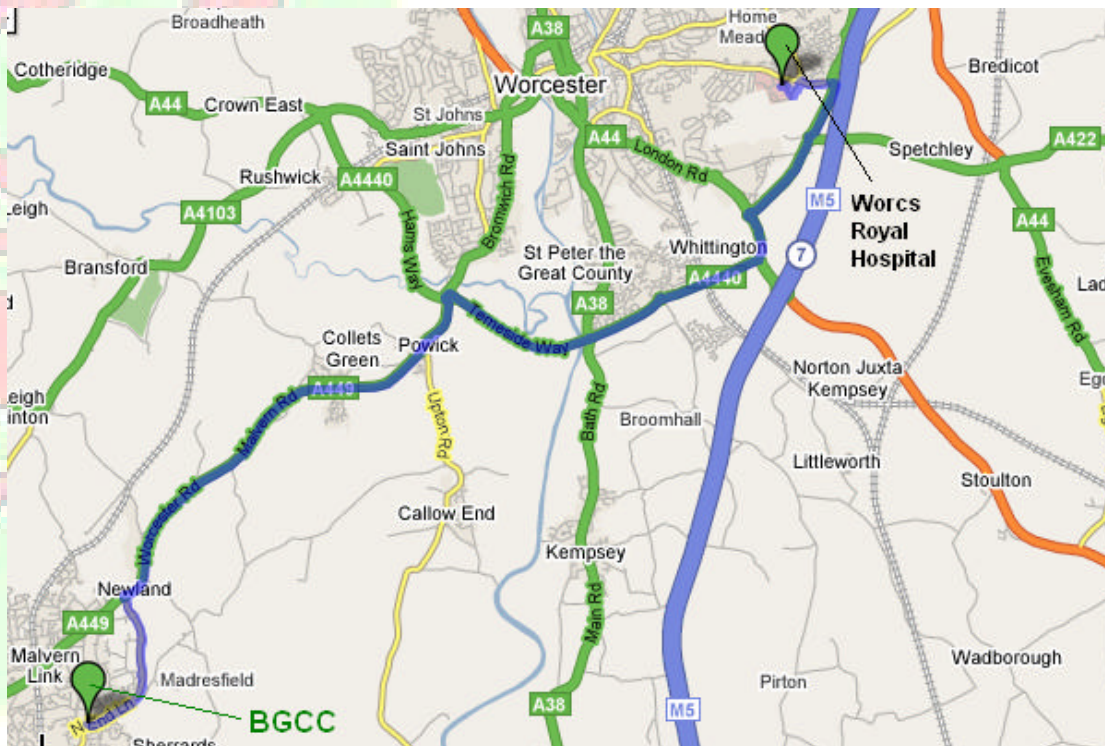 Broadheath
Home
Mead
A38
Cotheridge
Worcester
Bredicot
A44
Crown East
St Johns
A44
A422
Saint Johns
London Rd
Spetchley
Rushwick
A4440
Bromwich Rd
M5
Worcs
Royal
Hospital
Leigh
A4103
Hams Way
A44
Whittington
St Peter the
Great County
7
Bransford
A4440
Evesham Rd
A38
Temeside Way
Collets
Green
Powick
Norton Juxta
Kempsey
Leigh
inton
A449
Malvern Rd
Upton Rd
Bath Rd
Broomhall
Littleworth
Stoulton
Worcester Rd
Callow End
Kempsey
Newland
A449
Main Rd
Malvern
Link
Madresfield
Wadborough
Pirton
A38
M5
N End Ln
BGCC
Sherrards